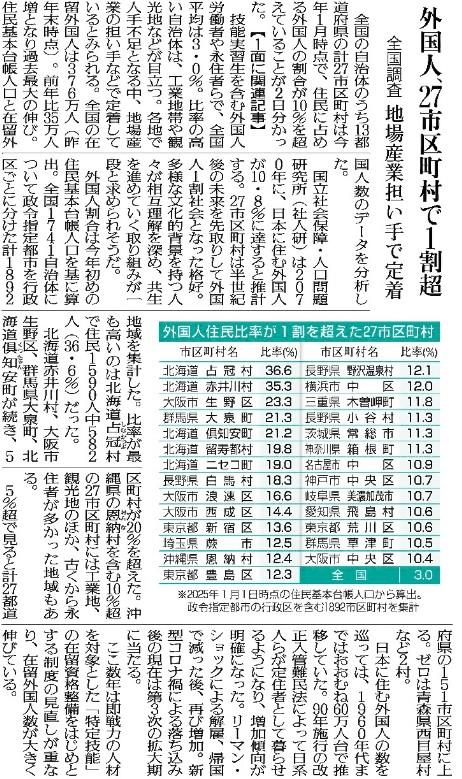 外国人、27市区町村で1割超
全国調査 地場産業担い手で定着
全国の自治体のうち13都
道府県の計27市区町村は今
年1月時点で、住民に占め
る外国人の割合が10%を超
えていることが2日分かっ
た。【1面に関連記事】
技能実習生を含む外国人
労働者や永住者らで、全国
平均は3・0%。比率の高
い自治体は、工業地帯や観
光地などが目立つ。各地で
人手不足となる中、地場産
業の担い手などで定着して
いるとみられる。全国の在
留外国人は376万人（昨
年末時点）。前年比35万人
増となり過去最大の伸び。
住民基本台帳人口と在留外
国人数のデータを分析し
た。
国立社会保障・人口問題
研究所（社人研）は207
0年に、日本に住む外国人
が10・8%に達すると推計
する。27市区町村は半世紀
後の未来を先取りして外国
人1割社会となった格好。
多様な文化的背景を持つ人
々が相互理解を深め、共生
を進めていく取り組みが一
段と求められそうだ。
外国人割合は今年初めの
住民基本台帳人口を基に算
出。全国1741自治体に
ついて政令指定都市を行政
区ごとに分けた計1892
地域を集計した。比率が最
も高いのは北海道占冠村
で住民1590人中582
人（36・6%）だった。
北海道赤井川村、大阪市
生野区、群馬県大泉町、北
海道倶知安町が続き、5
区町村が20%を超えた。沖
縄県の恩納村を含む10%超
の27市区町村には工業地、
観光地のほか、古くから永
住者が多かった地域もあ
る。
5%超で見ると計27都道
府県の151市区町村に上
る。ゼロは青森県西目屋村
など2村。
日本に住む外国人の数を
巡っては、1960年代ま
ではおおむね60万人台で推
移していた。90年施行の改
正入管難民法によって日系
人らが定住者として暮らせ
るようになり、増加傾向が
明確になった。リーマン・
ショックによる解雇、帰国
で減った後、再び増加。新
型コロナ禍による落ち込み
後の現在は第3次の拡大期
に当たる。
ここ数年は即戦力の人材
を対象とした「特定技能」
の在留資格整備をはじめと
する制度の見直しが重な
り、在留外国人数が大きく
伸びている。
外国人住民比率が1割を超えた27市区町村
市区町村名 比率(%) 市区町村名 比率(%)
北海道 占冠村 36.6 長野県 野沢温泉村 12.1
北海道 赤井川村 35.3 横浜市 中区 12.0
大阪市 生野区 23.3 三重県 木曽岬町 11.8
群馬県 大泉町 21.3 長野県 小谷村 11.3
北海道 倶知安町 21.2 茨城県 常総市 11.3
北海道 留寿都村 19.8 神奈川県 箱根町 11.3
北海道 ニセコ町 19.0 名古屋市 中区 10.9
長野県 白馬村 18.3 神戸市 中央区 10.7
大阪市 浪速区 16.6 岐阜県 美濃加茂市 10.7
大阪市 西成区 14.4 愛知県 飛島村 10.6
東京都 新宿区 13.6 東京都 荒川区 10.6
埼玉県 蕨市 12.5 群馬県 草津町 10.5
沖縄県 恩納村 12.4 大阪市 中央区 10.4
東京都 豊島区 12.3 全国 3.0
※2025年1月1日時点の住民基本台帳人口から算出。
政令指定都市の行政区を含む1892市区町村を集計